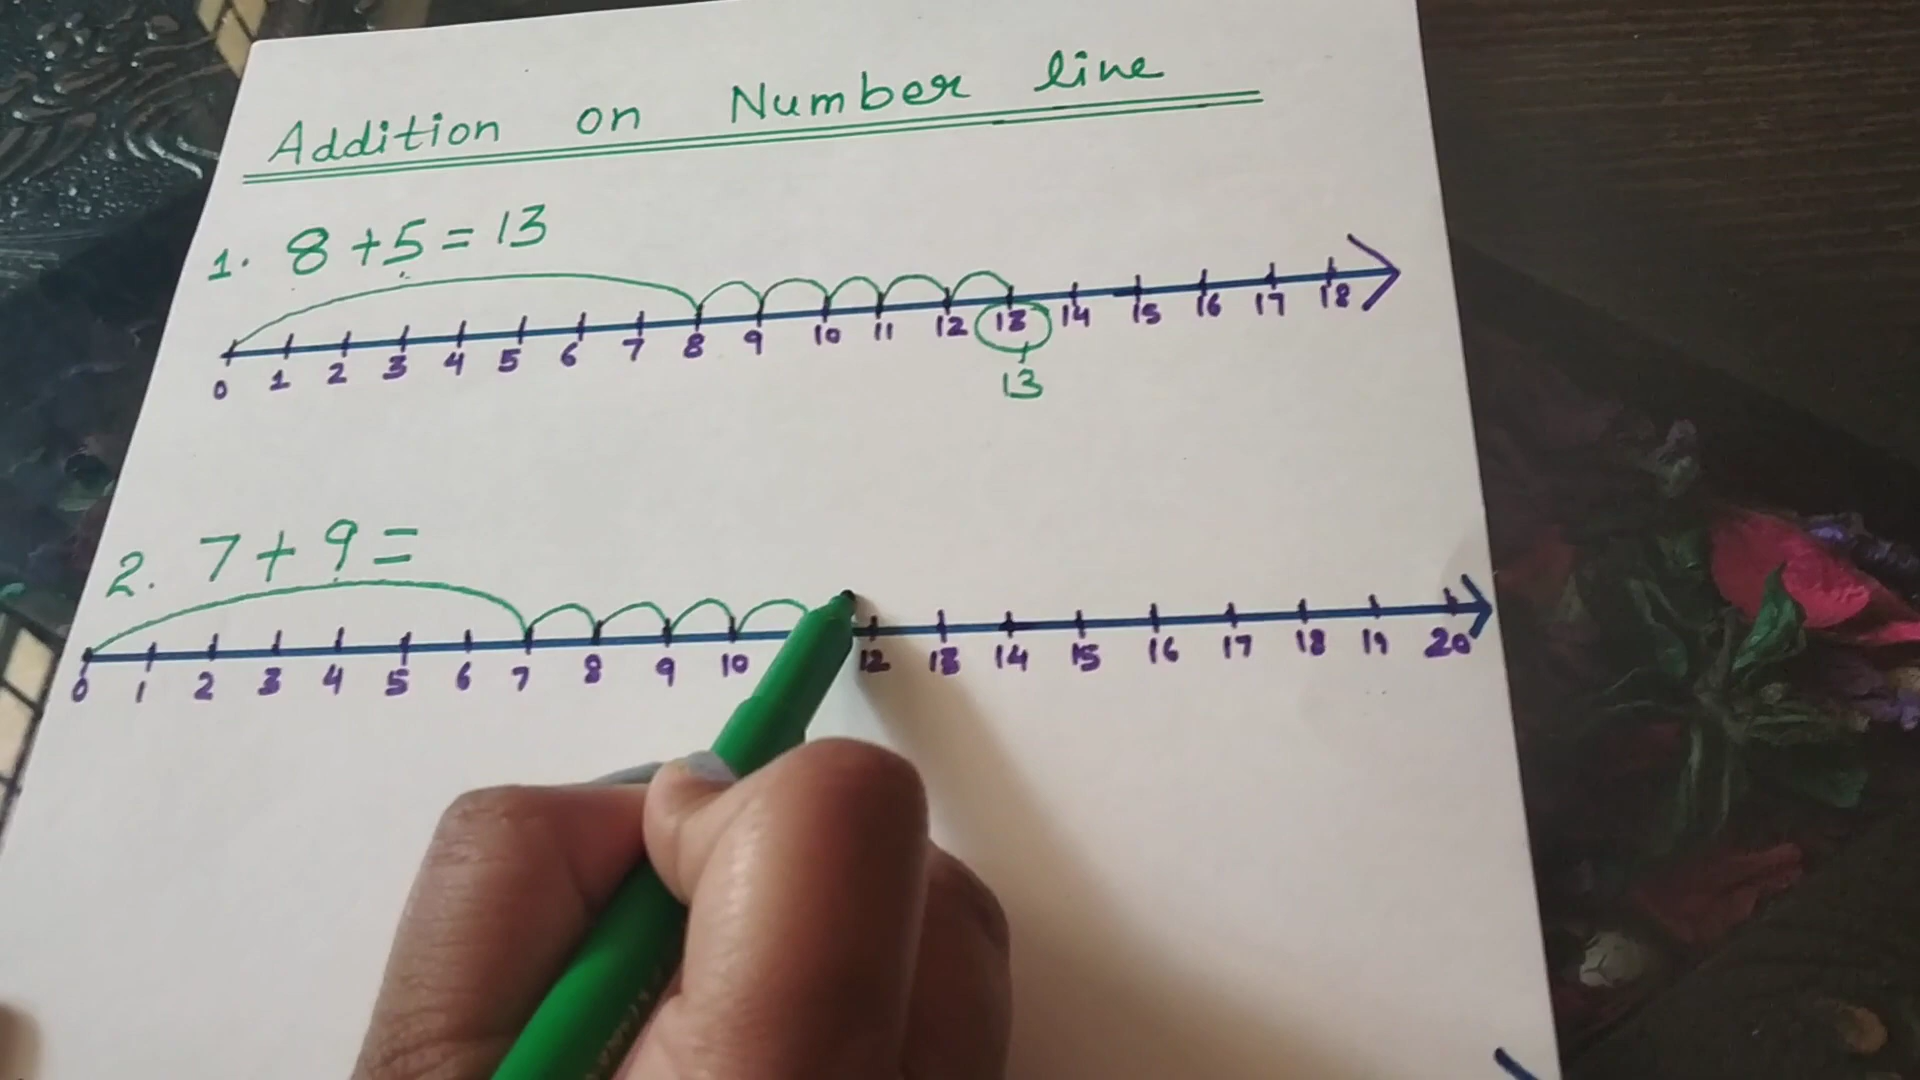 Addition on Number line
1. 8+5=13
0 1 2 3 4 5 6 7 8 9 10 11 12 13 14 15 16 17 18
13
2. 7+9=
0 1 2 3 4 5 6 7 8 9 10 12 13 14 15 16 17 18 19 20